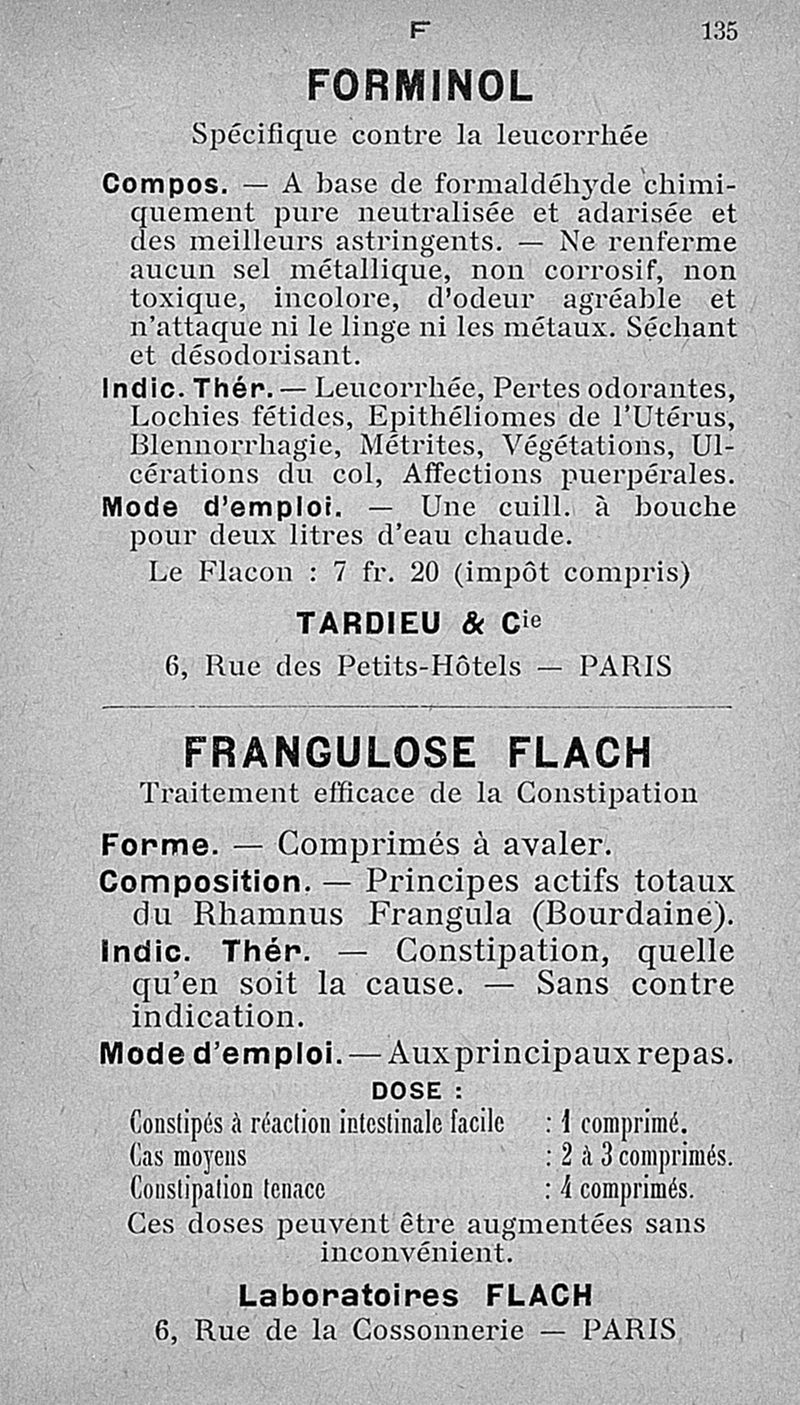 F
135
FORMINOL
Spécifique contre la leucorrhée
Compos. — A base de formaldéhyde chimi-
quement pure neutralisée et adarisée et
des meilleurs astringents. — Ne renferme
aucun sel métallique, non corrosif, non
toxique, incolore, d'odeur agréable et
n'attaque ni le linge ni les métaux. Séchant
et désodorisant.
Indic. Thér. — Leucorrhée, Pertes odorantes,
Lochies fétides, Epithéliomes de l'Utérus,
Blennorrhagie, Métrites, Végétations, Ul-
cérations du col, Affections puerpérales.
Mode d'emploi. — Une cuill. à bouche
pour deux litres d'eau chaude.
Le Flacon : 7 fr. 20 (impôt compris)
TARDIEU & Cie
6, Rue des Petits-Hôtels — PARIS
FRANGULOSE FLACH
Traitement efficace de la Constipation
Forme. — Comprimés à avaler.
Composition. — Principes actifs totaux
du Rhamnus Frangula (Bourdaine).
Indic. Thér. — Constipation, quelle
qu'en soit la cause. — Sans contre
indication.
Mode d'emploi. — Aux principaux repas.
DOSE :
Constipés à réaction intestinale facile : 1 comprimé.
Cas moyens : 2 à 3 comprimés.
Constipation tenace : 4 comprimés.
Ces doses peuvent être augmentées sans
inconvénient.
Laboratoires FLACH
6, Rue de la Cossonnerie — PARIS